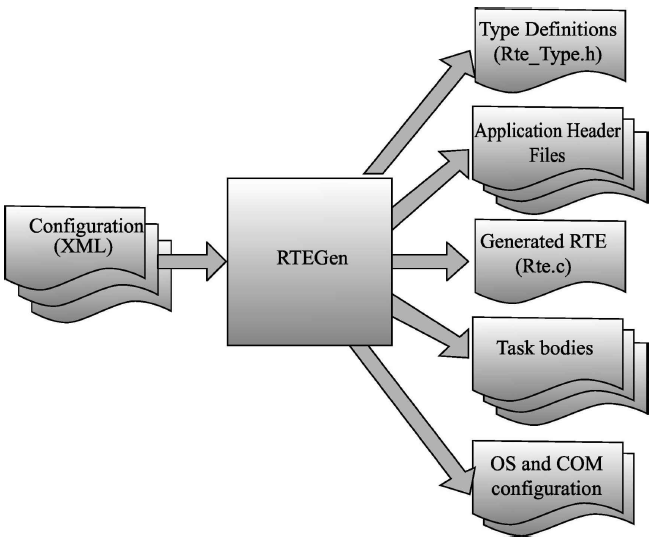 Type Definitions
(Rte_Type.h)
Application Header
Files
Configuration
(XML)
RTEGen
Generated RTE
(Rte.c)
Task bodies
OS and COM
configuration